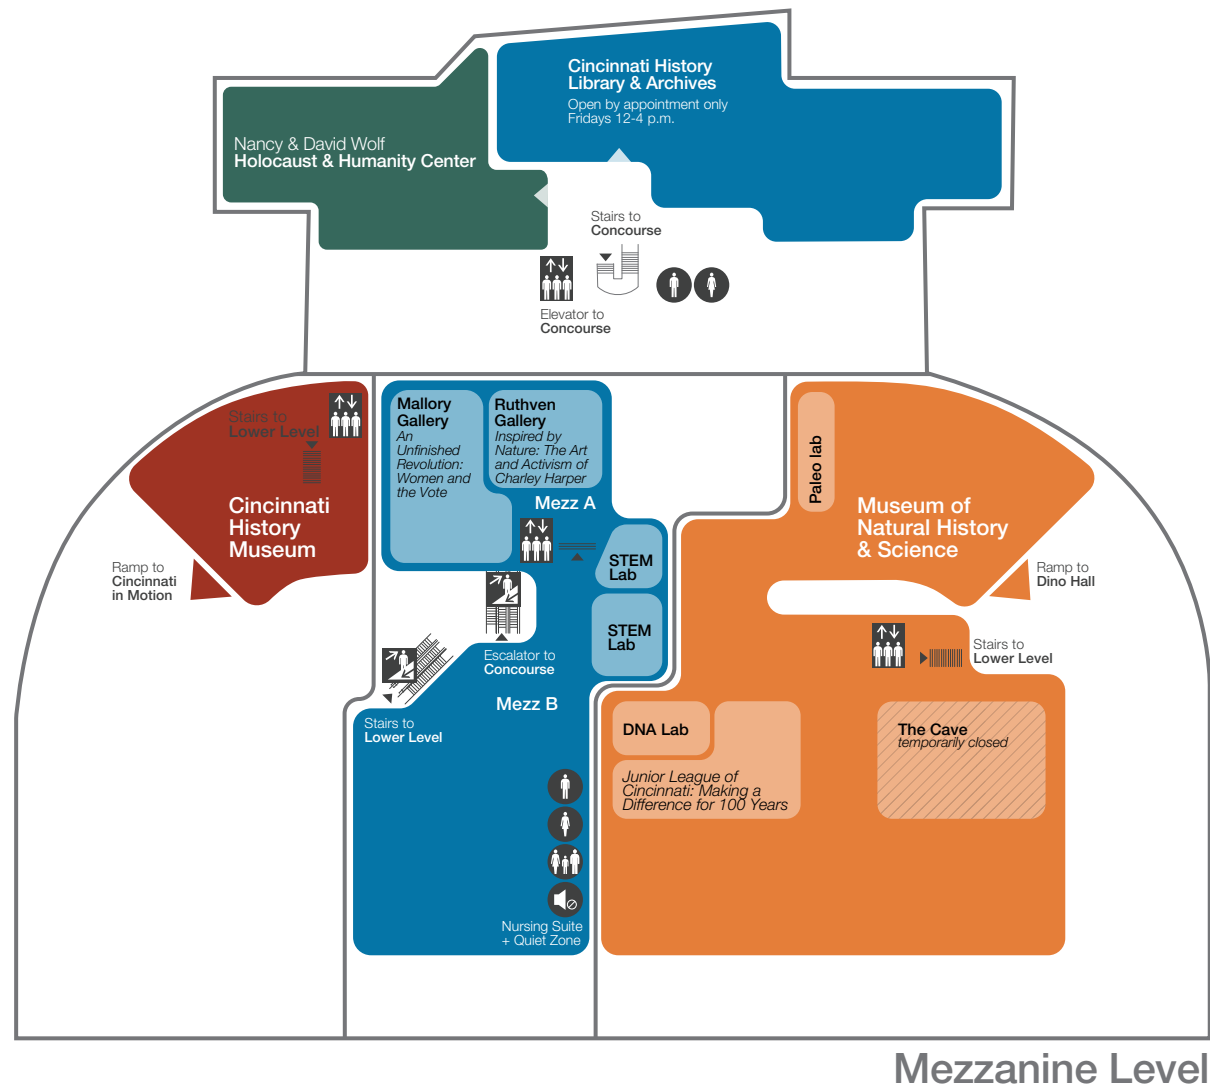 Cincinnati History
Library & Archives
Open by appointment only
Fridays 12-4 p.m.
Nancy & David Wolf
Holocaust & Humanity Center
Stairs to
Concourse
Elevator to
Concourse
Stairs to
Lower Level
Cincinnati
History
Museum
Ramp to
Cincinnati
in Motion
Mallory
Gallery
An
Unfinished
Revolution:
Women and
the Vote
Ruthven
Gallery
Inspired by
Nature: The Art
and Activism of
Charley Harper
Mezz A
STEM
Lab
STEM
Lab
Escalator to
Concourse
Mezz B
Stairs to
Lower Level
Nursing Suite
+ Quiet Zone
Paleo lab
Museum of
Natural History
& Science
Ramp to
Dino Hall
Stairs to
Lower Level
DNA Lab
Junior League of
Cincinnati: Making a
Difference for 100 Years
The Cave
temporarily closed
Mezzanine Level